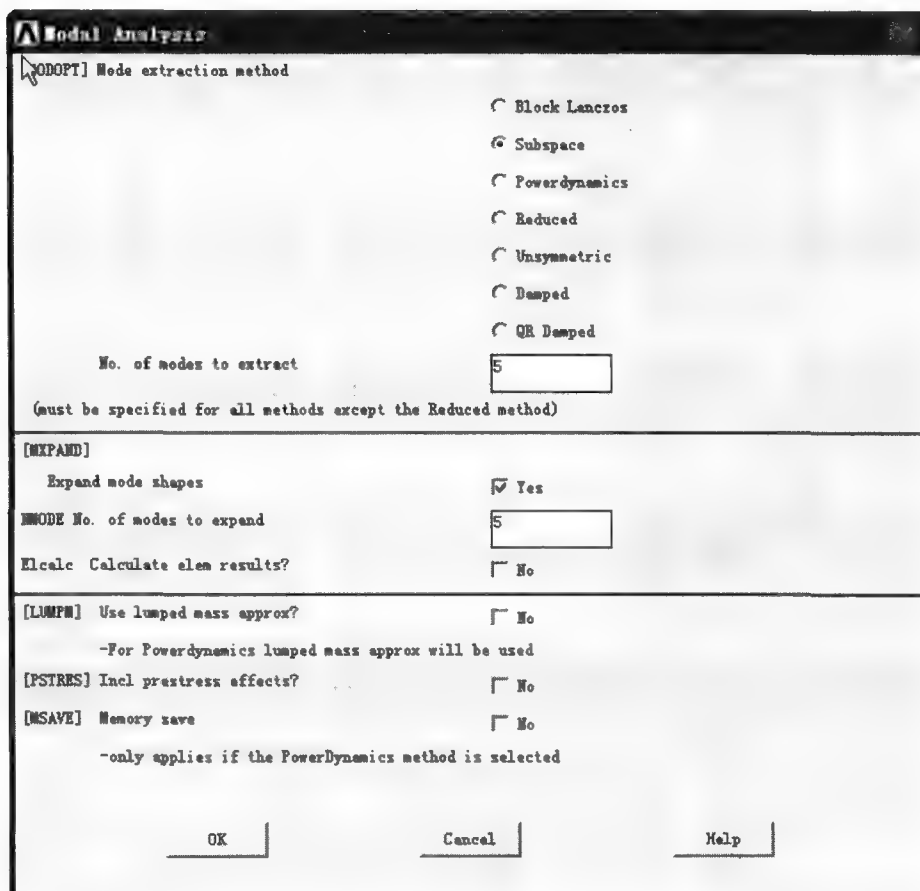 Modal Analysis
[MODOPT] Mode extraction method
Block Lanczos
Subspace
Powerdynamics
Reduced
Unsymmetric
Damped
QR Damped
No. of modes to extract 5
(must be specified for all methods except the Reduced method)
[MXPAND]
Expand mode shapes Yes
NMODE No. of modes to expand 5
Elcalc Calculate elem results? No
[LUMPM] Use lumped mass approx? No
-For Powerdynamics lumped mass approx will be used
[PSTRES] Incl prestress effects? No
[MSAVE] Memory save No
-only applies if the PowerDynamics method is selected
OK Cancel Help